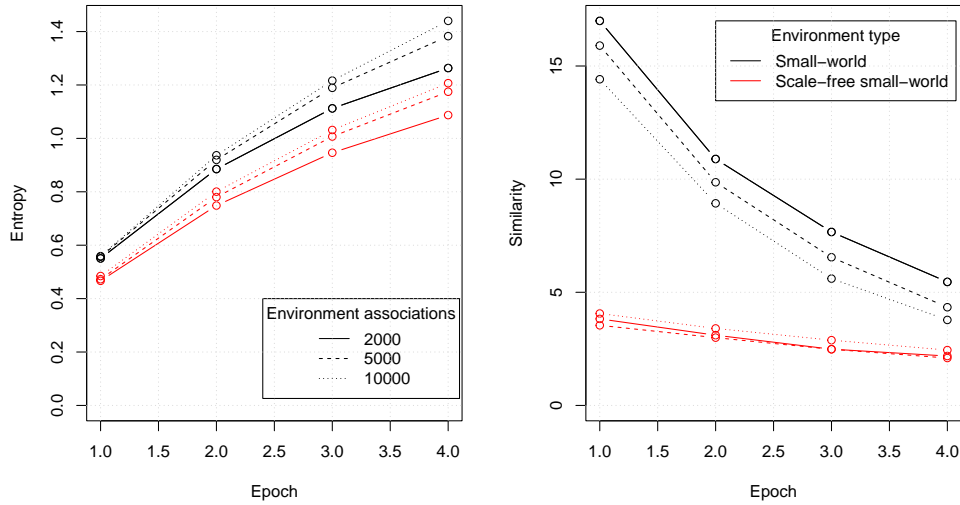 Entropy
0.0
0.2
0.4
0.6
0.8
1.0
1.2
1.4
Environment associations
2000
5000
10000
1.0 1.5 2.0 2.5 3.0 3.5 4.0
Epoch
Similarity
0
5
10
15
Environment type
Small−world
Scale−free small−world
1.0 1.5 2.0 2.5 3.0 3.5 4.0
Epoch